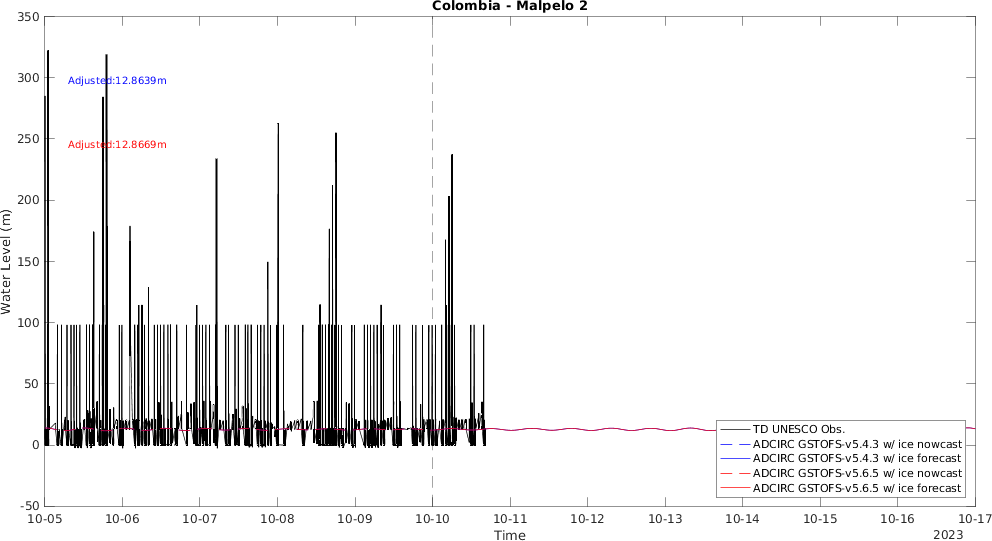 Colombia - Malpelo 2
350
300
250
200
150
100
50
0
-50
Water Level (m)
Adjusted:12.8639m
Adjusted:12.8669m
TD UNESCO Obs.
ADCIRC GSTOFS-v5.4.3 w/ ice nowcast
ADCIRC GSTOFS-v5.4.3 w/ ice forecast
ADCIRC GSTOFS-v5.6.5 w/ ice nowcast
ADCIRC GSTOFS-v5.6.5 w/ ice forecast
10-05 10-06 10-07 10-08 10-09 10-10 10-11 10-12 10-13 10-14 10-15 10-16 10-17
Time
2023